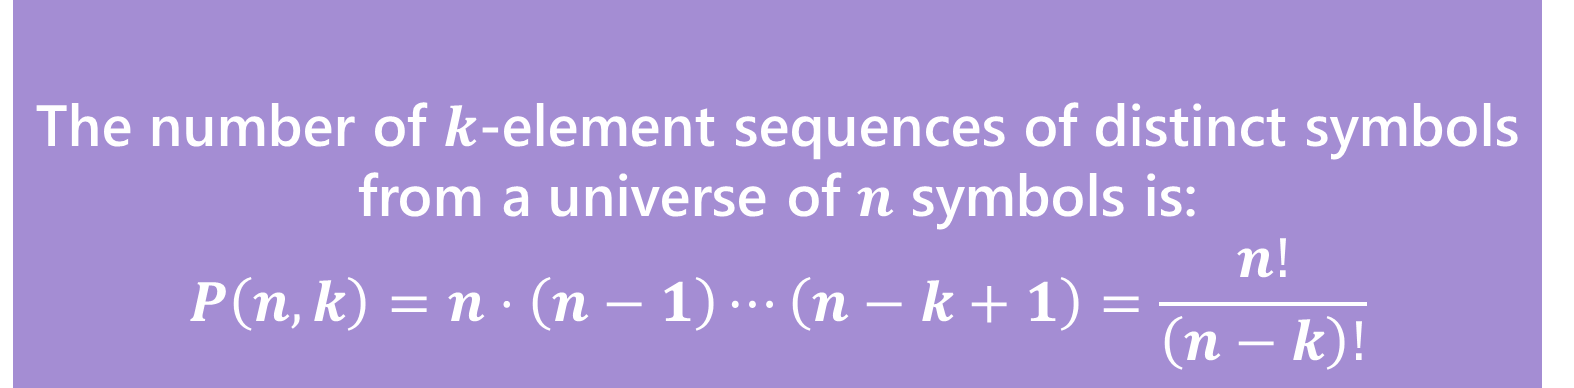 The number of k-element sequences of distinct symbols
from a universe of n symbols is:
P(n, k) = n · (n − 1) ⋯ (n − k + 1) = n! / (n − k)!